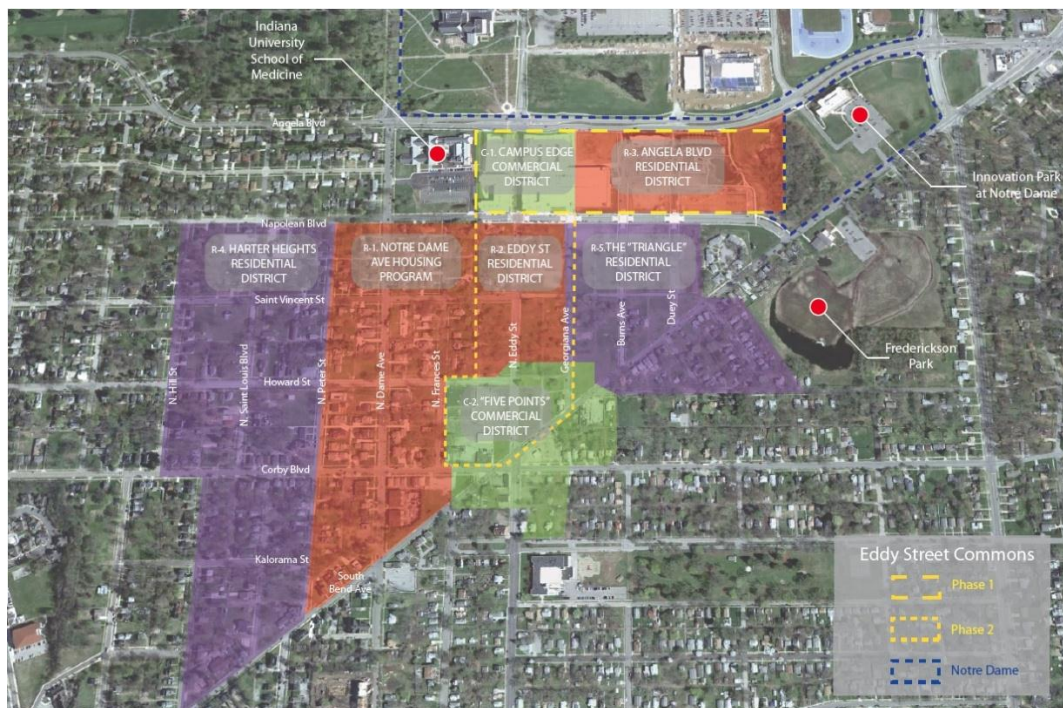 Indiana
University
School of
Medicine
Angela Blvd
C-1. CAMPUS EDGE
COMMERCIAL
DISTRICT
R-3. ANGELA BLVD
RESIDENTIAL
DISTRICT
Innovation Park
at Notre Dame
Napolean Blvd
R-4. HARTER HEIGHTS
RESIDENTIAL
DISTRICT
R-1. NOTRE DAME
AVE HOUSING
PROGRAM
R-2. EDDY ST
RESIDENTIAL
DISTRICT
R-5.THE "TRIANGLE"
RESIDENTIAL
DISTRICT
Saint Vincent St
N. Hill St
N. Saint Louis Blvd
N. Peter St
N. Dame Ave
N. Frances St
N. Eddy St
Georgiana Ave
Burns Ave
Duey St
Frederickson
Park
Howard St
C-2. "FIVE POINTS"
COMMERCIAL
DISTRICT
Corby Blvd
Kalorama St
South
Bend Ave
Eddy Street Commons
Phase 1
Phase 2
Notre Dame